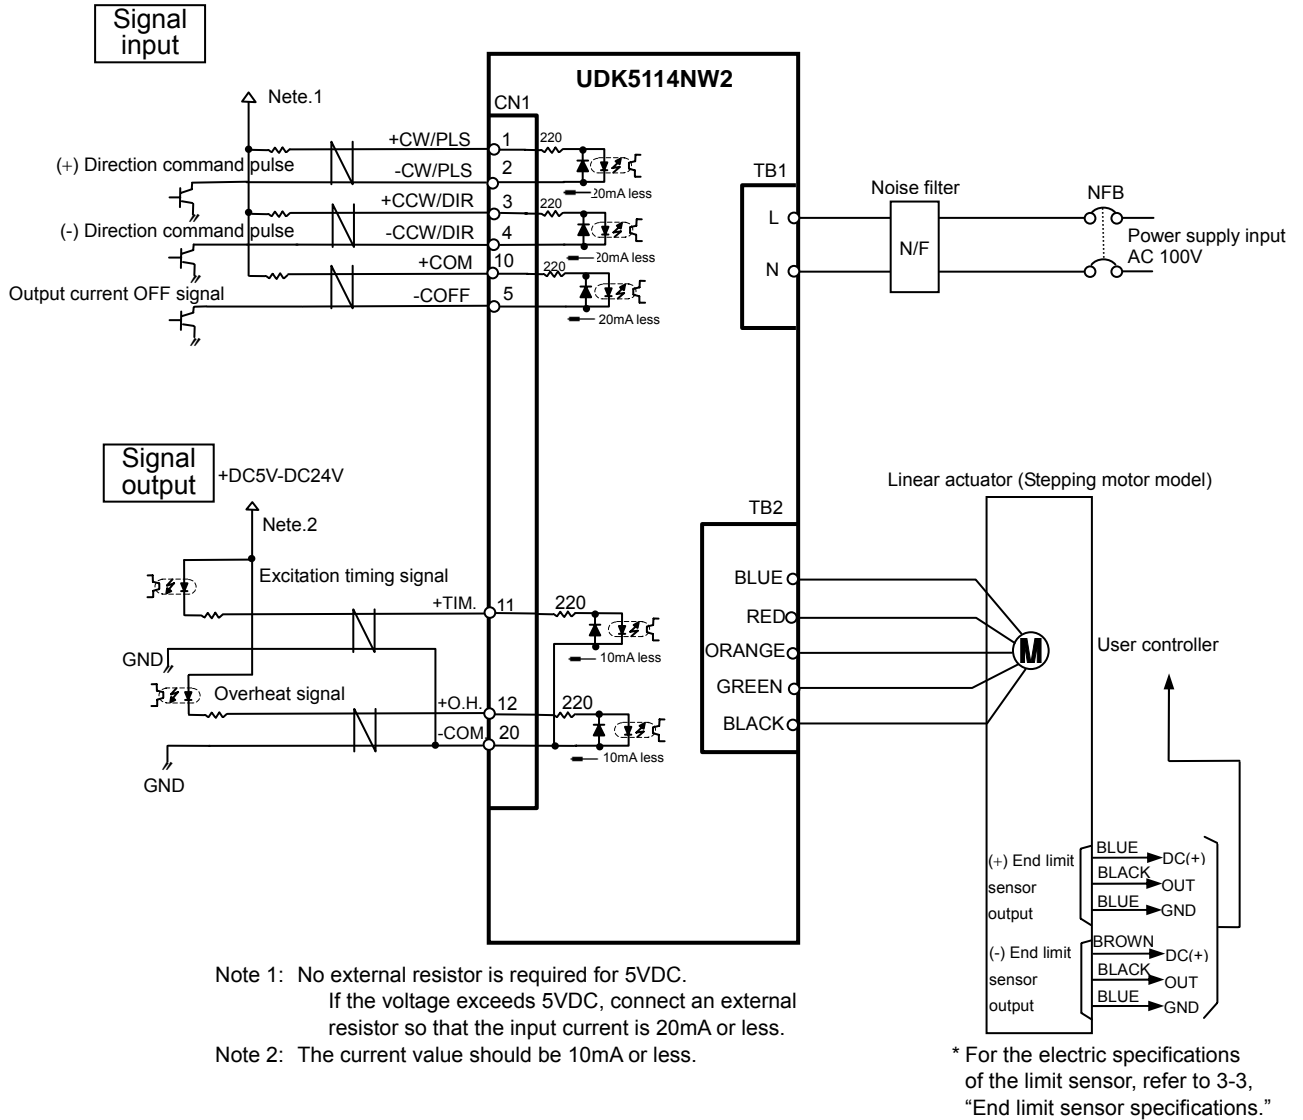 Signal
input
UDK5114NW2
Nete.1
CN1
+CW/PLS
1
220
(+) Direction command pulse
-CW/PLS
2
20mA less
+CCW/DIR
3
220
(-) Direction command pulse
-CCW/DIR
4
20mA less
+COM
10
220
Output current OFF signal
-COFF
5
20mA less
TB1
L
N
Noise filter
N/F
NFB
Power supply input
AC 100V
Signal
output
+DC5V-DC24V
Nete.2
Excitation timing signal
+TIM.
11
220
10mA less
GND
Overheat signal
+O.H.
12
220
-COM
20
10mA less
GND
TB2
BLUE
RED
ORANGE
GREEN
BLACK
Linear actuator (Stepping motor model)
M
User controller
(+) End limit
sensor
output
BLUE
DC(+)
BLACK
OUT
BLUE
GND
(-) End limit
sensor
output
BROWN
DC(+)
BLACK
OUT
BLUE
GND
Note 1: No external resistor is required for 5VDC.
If the voltage exceeds 5VDC, connect an external
resistor so that the input current is 20mA or less.
Note 2: The current value should be 10mA or less.
* For the electric specifications
of the limit sensor, refer to 3-3,
“End limit sensor specifications.”